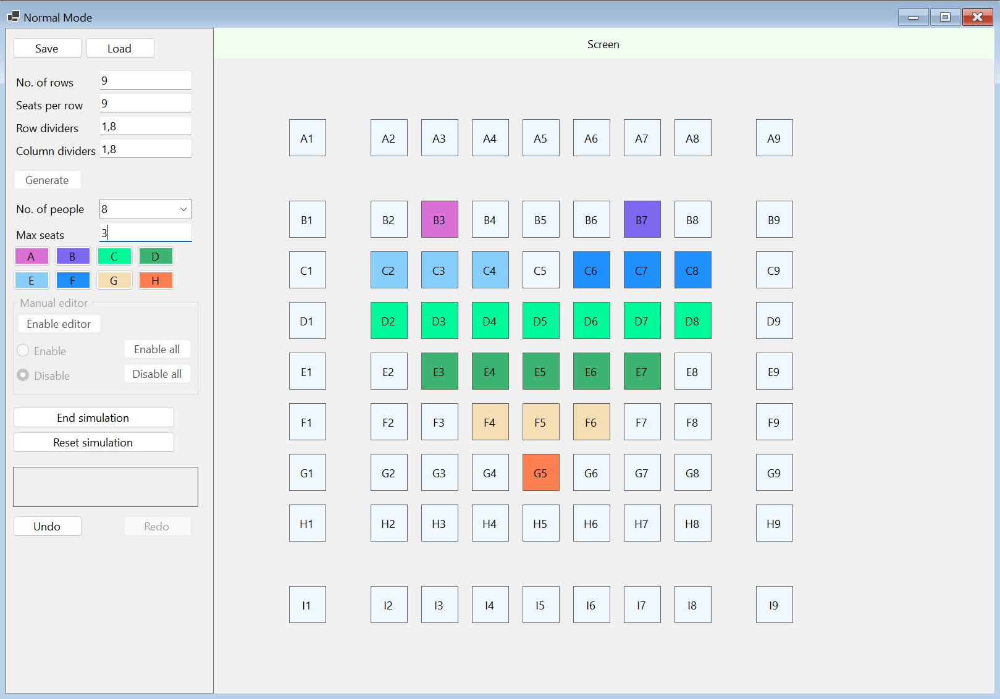 Normal Mode
Save Load
Screen
No. of rows 9
Seats per row 9
Row dividers 1,8
Column dividers 1,8
Generate
No. of people 8
Max seats 3
A B C D
E F G H
Manual editor
Enable editor
Enable Enable all
Disable Disable all
End simulation
Reset simulation
Undo Redo
A1 A2 A3 A4 A5 A6 A7 A8 A9
B1 B2 B3 B4 B5 B6 B7 B8 B9
C1 C2 C3 C4 C5 C6 C7 C8 C9
D1 D2 D3 D4 D5 D6 D7 D8 D9
E1 E2 E3 E4 E5 E6 E7 E8 E9
F1 F2 F3 F4 F5 F6 F7 F8 F9
G1 G2 G3 G4 G5 G6 G7 G8 G9
H1 H2 H3 H4 H5 H6 H7 H8 H9
I1 I2 I3 I4 I5 I6 I7 I8 I9